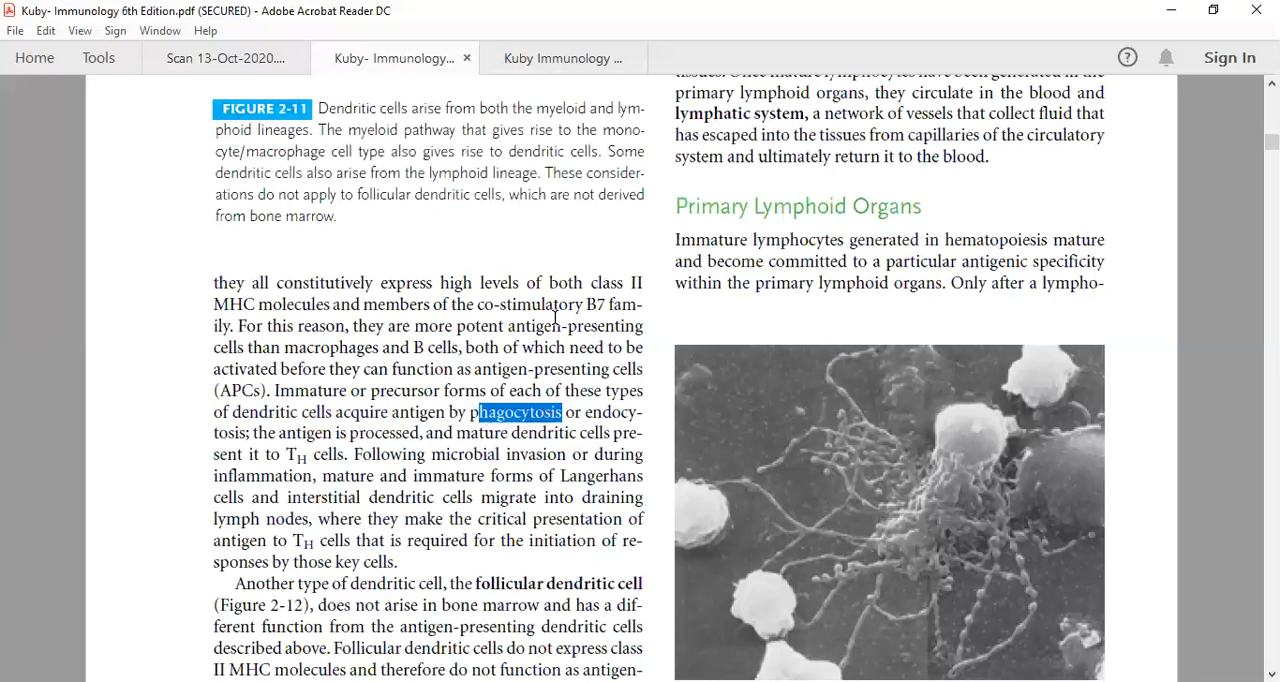 Kuby- Immunology 6th Edition.pdf (SECURED) - Adobe Acrobat Reader DC
File Edit View Sign Window Help
Home Tools Scan 13-Oct-2020.... Kuby- Immunology... × Kuby Immunology ... Sign In
FIGURE 2-11 Dendritic cells arise from both the myeloid and lym-
phoid lineages. The myeloid pathway that gives rise to the mono-
cyte/macrophage cell type also gives rise to dendritic cells. Some
dendritic cells also arise from the lymphoid lineage. These consider-
ations do not apply to follicular dendritic cells, which are not derived
from bone marrow.
they all constitutively express high levels of both class II
MHC molecules and members of the co-stimulatory B7 fam-
ily. For this reason, they are more potent antigen-presenting
cells than macrophages and B cells, both of which need to be
activated before they can function as antigen-presenting cells
(APCs). Immature or precursor forms of each of these types
of dendritic cells acquire antigen by phagocytosis or endocy-
tosis; the antigen is processed, and mature dendritic cells pre-
sent it to TH cells. Following microbial invasion or during
inflammation, mature and immature forms of Langerhans
cells and interstitial dendritic cells migrate into draining
lymph nodes, where they make the critical presentation of
antigen to TH cells that is required for the initiation of re-
sponses by those key cells.
Another type of dendritic cell, the follicular dendritic cell
(Figure 2-12), does not arise in bone marrow and has a dif-
ferent function from the antigen-presenting dendritic cells
described above. Follicular dendritic cells do not express class
II MHC molecules and therefore do not function as antigen-
tissues. Once mature lymphocytes have been generated in the
primary lymphoid organs, they circulate in the blood and
lymphatic system, a network of vessels that collect fluid that
has escaped into the tissues from capillaries of the circulatory
system and ultimately return it to the blood.
Primary Lymphoid Organs
Immature lymphocytes generated in hematopoiesis mature
and become committed to a particular antigenic specificity
within the primary lymphoid organs. Only after a lympho-